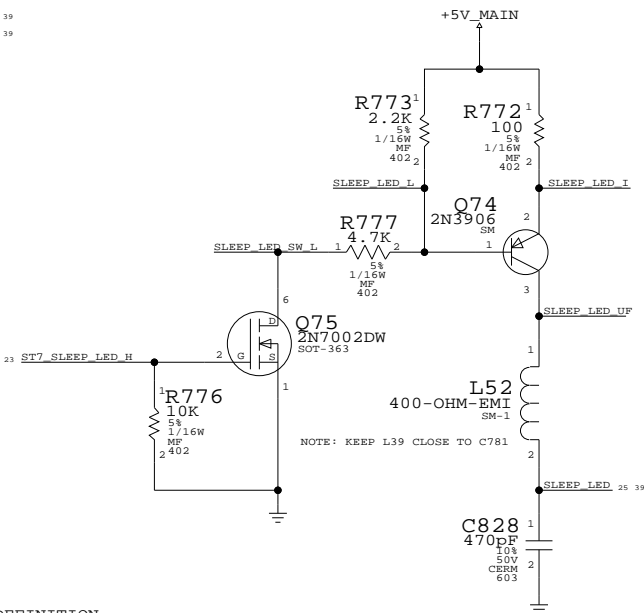 39
39
+5V_MAIN
R773
1
2.2K
5%
1/16W
MF
402
2
R772
1
100
5%
1/16W
MF
402
2
SLEEP_LED_L
SLEEP_LED_I
Q74
2N3906
SM
2
1
3
R777
4.7K
1
2
5%
1/16W
MF
402
SLEEP_LED_SW_L
6
Q75
2N7002DW
SOT-363
D
G
S
2
1
23 ST7_SLEEP_LED_H
SLEEP_LED_UF
1
R776
10K
5%
1/16W
MF
402
2
1
L52
400-OHM-EMI
SM-1
2
NOTE: KEEP L39 CLOSE TO C781
SLEEP_LED 25 39
C828
1
470pF
10%
50V
CERM
603
2